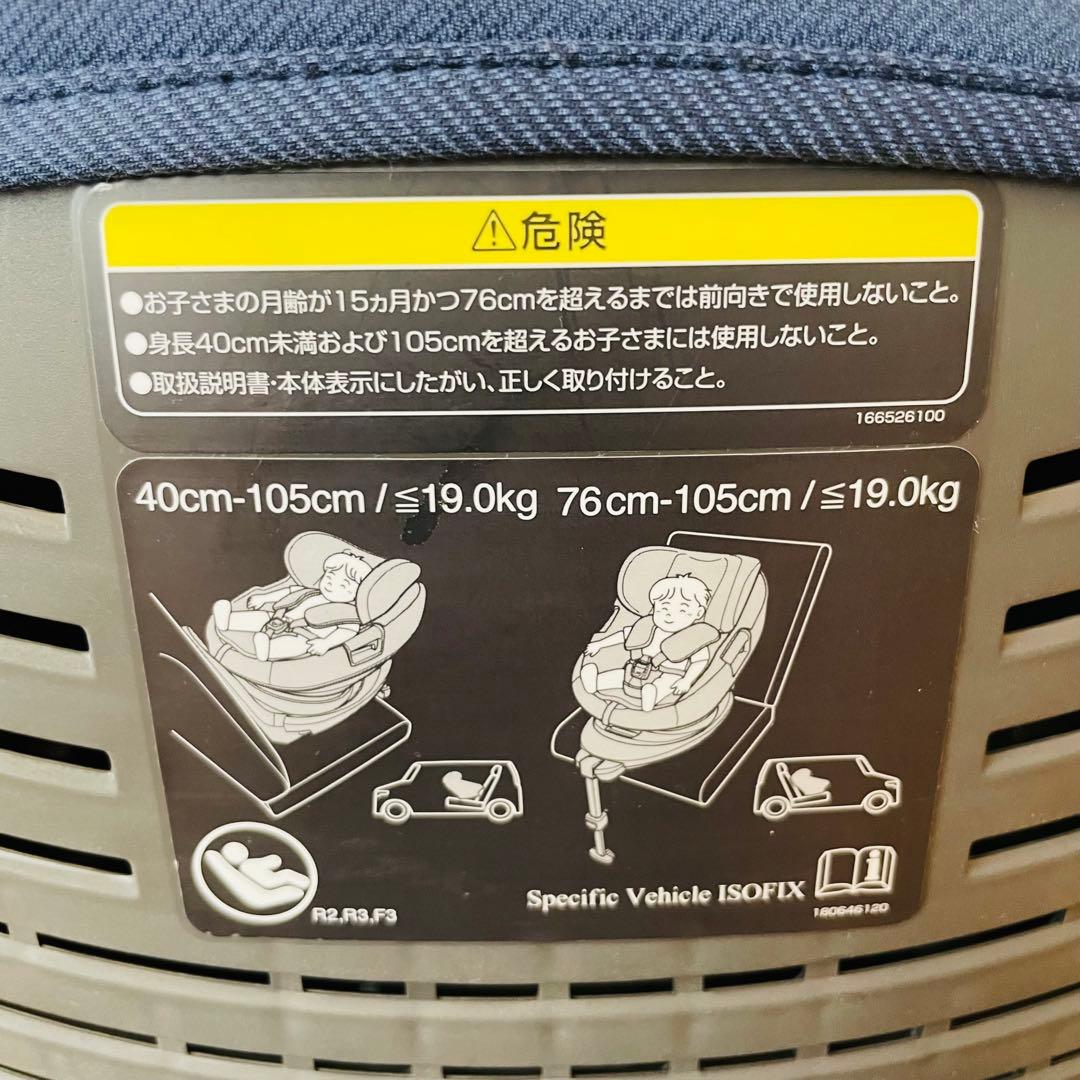 ⚠危険
●お子さまの月齢が15ヵ月かつ76cmを超えるまでは前向きで使用しないこと。
●身長40cm未満および105cmを超えるお子さまには使用しないこと。
●取扱説明書・本体表示にしたがい、正しく取り付けること。
166526100
40cm-105cm /≦19.0kg 76cm-105cm /≦19.0kg
R2,R3,F3
Specific Vehicle ISOFIX
180646120